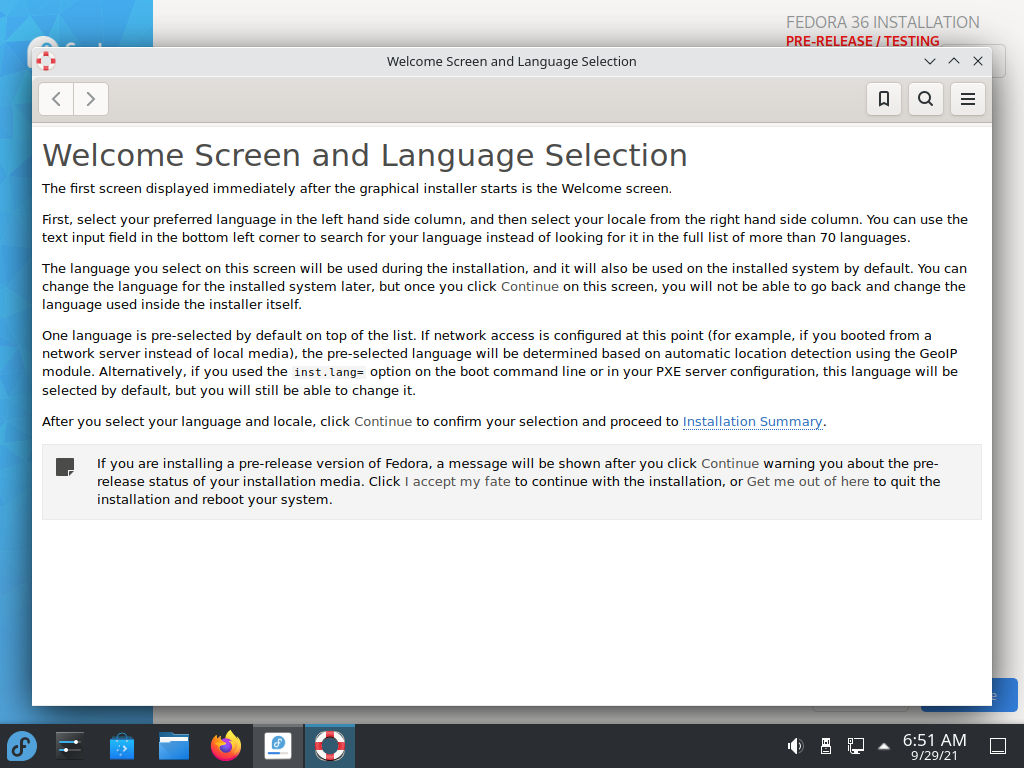 FEDORA 36 INSTALLATION
PRE-RELEASE / TESTING
Welcome Screen and Language Selection
Welcome Screen and Language Selection
The first screen displayed immediately after the graphical installer starts is the Welcome screen.
First, select your preferred language in the left hand side column, and then select your locale from the right hand side column. You can use the
text input field in the bottom left corner to search for your language instead of looking for it in the full list of more than 70 languages.
The language you select on this screen will be used during the installation, and it will also be used on the installed system by default. You can
change the language for the installed system later, but once you click Continue on this screen, you will not be able to go back and change the
language used inside the installer itself.
One language is pre-selected by default on top of the list. If network access is configured at this point (for example, if you booted from a
network server instead of local media), the pre-selected language will be determined based on automatic location detection using the GeoIP
module. Alternatively, if you used the inst.lang= option on the boot command line or in your PXE server configuration, this language will be
selected by default, but you will still be able to change it.
After you select your language and locale, click Continue to confirm your selection and proceed to Installation Summary.
If you are installing a pre-release version of Fedora, a message will be shown after you click Continue warning you about the pre-
release status of your installation media. Click I accept my fate to continue with the installation, or Get me out of here to quit the
installation and reboot your system.
6:51 AM
9/29/21